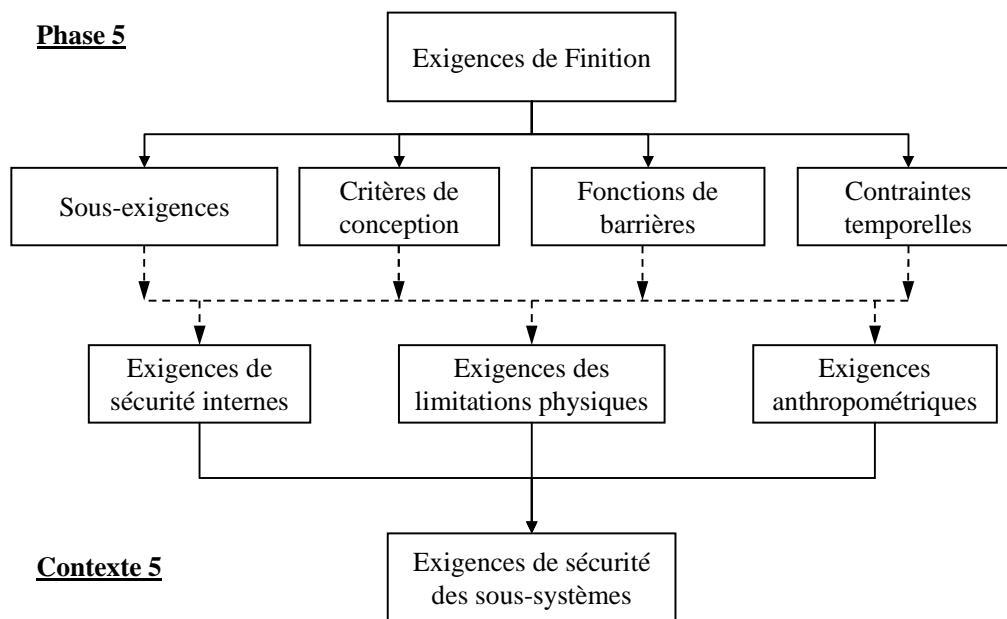 Phase 5
Exigences de Finition
Sous-exigences
Critères de
conception
Fonctions de
barrières
Contraintes
temporelles
Exigences de
sécurité internes
Exigences des
limitations physiques
Exigences
anthropométriques
Contexte 5
Exigences de sécurité
des sous-systèmes